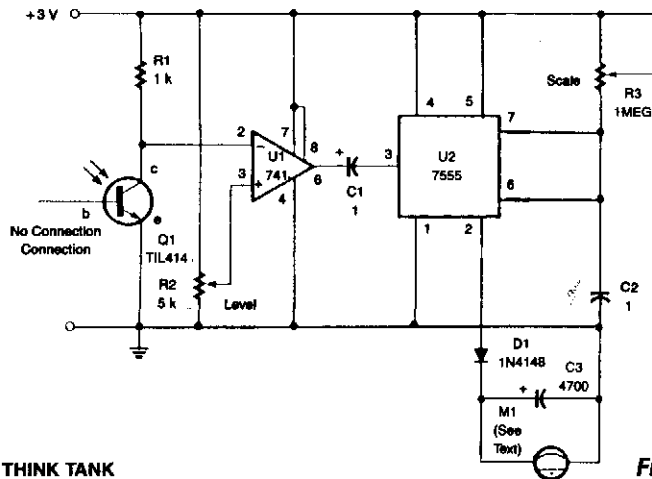 +3 V
R1
1 k
2
3
7
8
U1
741
4
6
+
C1
1
3
4
5
U2
7555
7
6
1
2
Scale
R3
1MEG
c
b
e
No Connection
Connection
Q1
TIL414
R2
5 k
Level
C2
1
D1
1N4148
C3
4700
+
M1
(See
Text)
THINK TANK